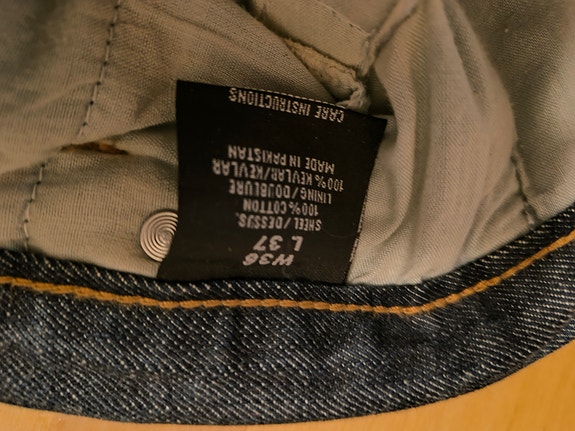 W36
L 37
SHELL/DESSUS.
100% COTTON
LINING/DOUBLURE
100% KEVLAR/KEVLAR
MADE IN PAKISTAN
CARE INSTRUCTIONS